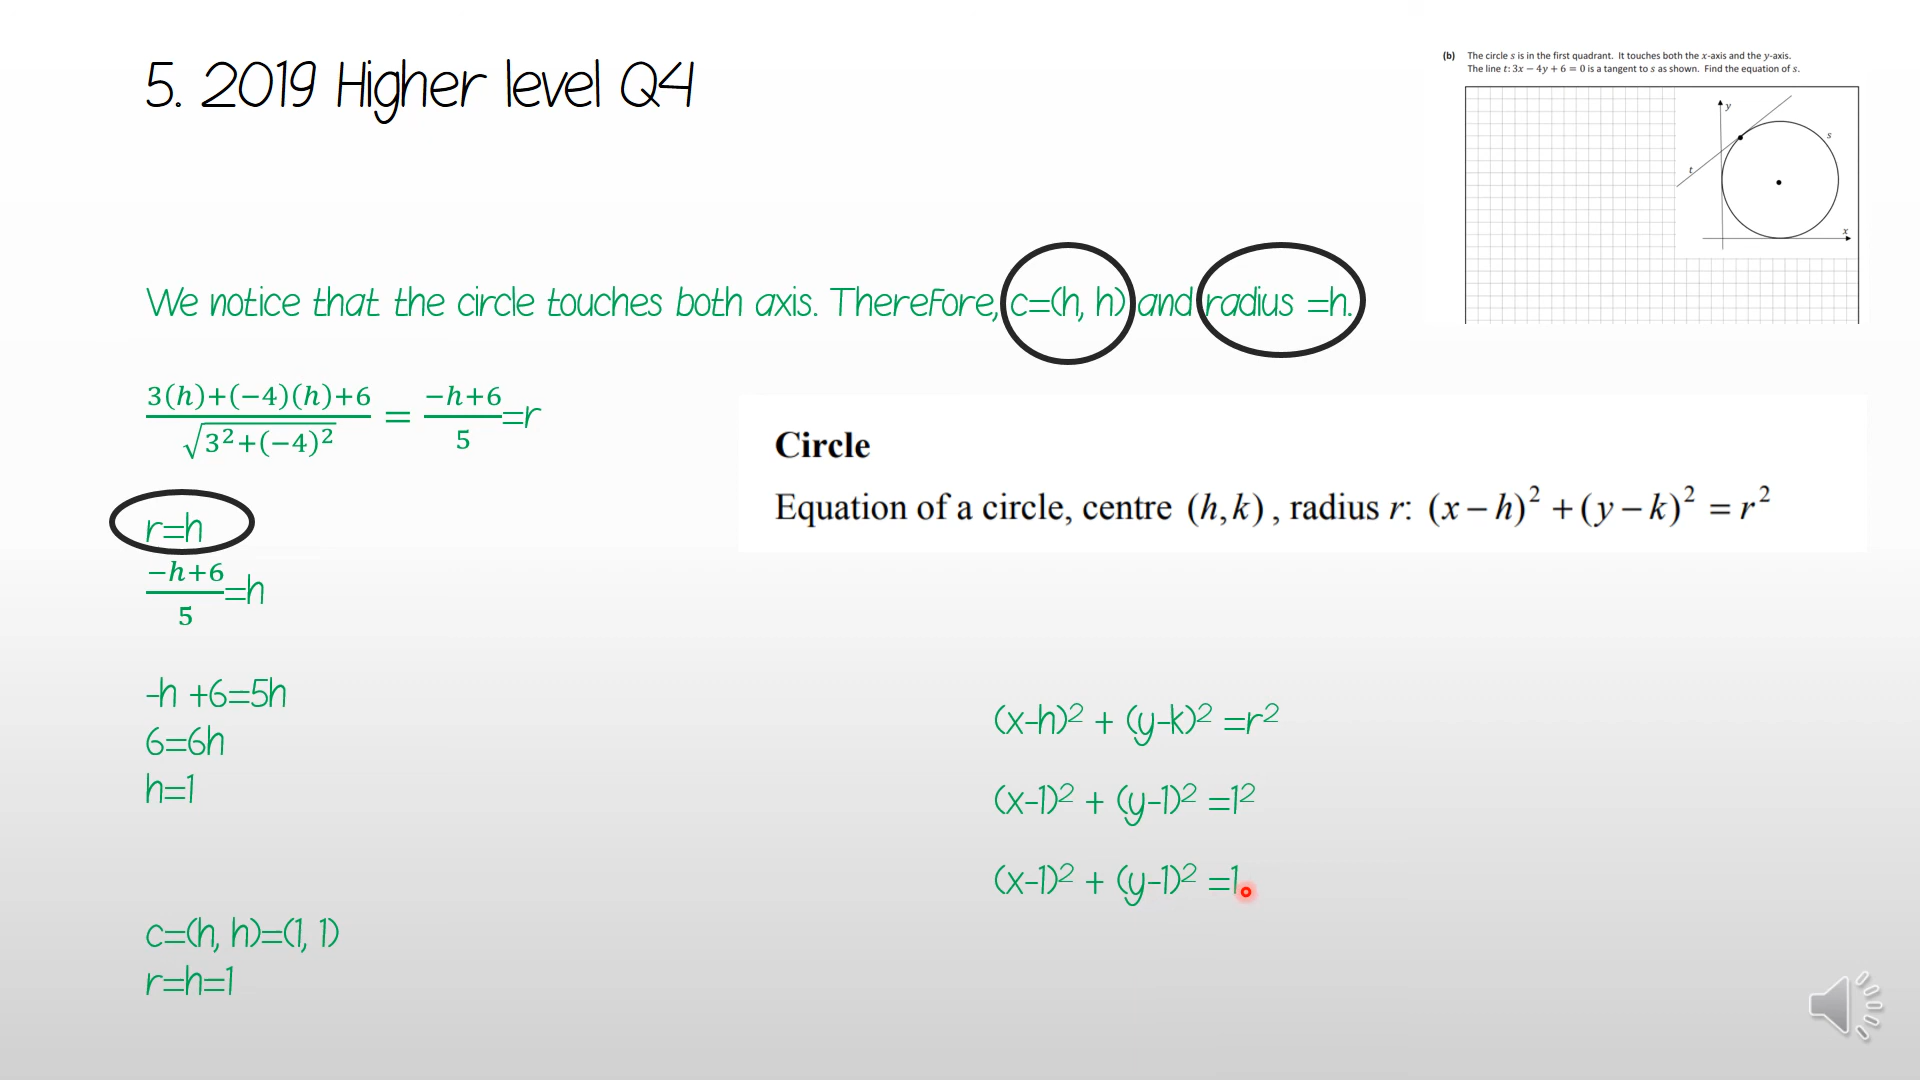 5. 2019 Higher level Q4
(b) The circle s is in the first quadrant. It touches both the x-axis and the y-axis.
The line t: 3x − 4y + 6 = 0 is a tangent to s as shown. Find the equation of s.
y
s
t
x
We notice that the circle touches both axis. Therefore, c=(h, h) and radius =h.
3(h)+(−4)(h)+6 / √3²+(−4)² = −h+6 / 5 =r
Circle
Equation of a circle, centre (h, k), radius r: (x − h)² + (y − k)² = r²
r=h
−h+6 / 5 =h
-h +6=5h
6=6h
h=1
(x-h)² + (y-k)² =r²
(x-1)² + (y-1)² =1²
(x-1)² + (y-1)² =1
c=(h, h)=(1, 1)
r=h=1